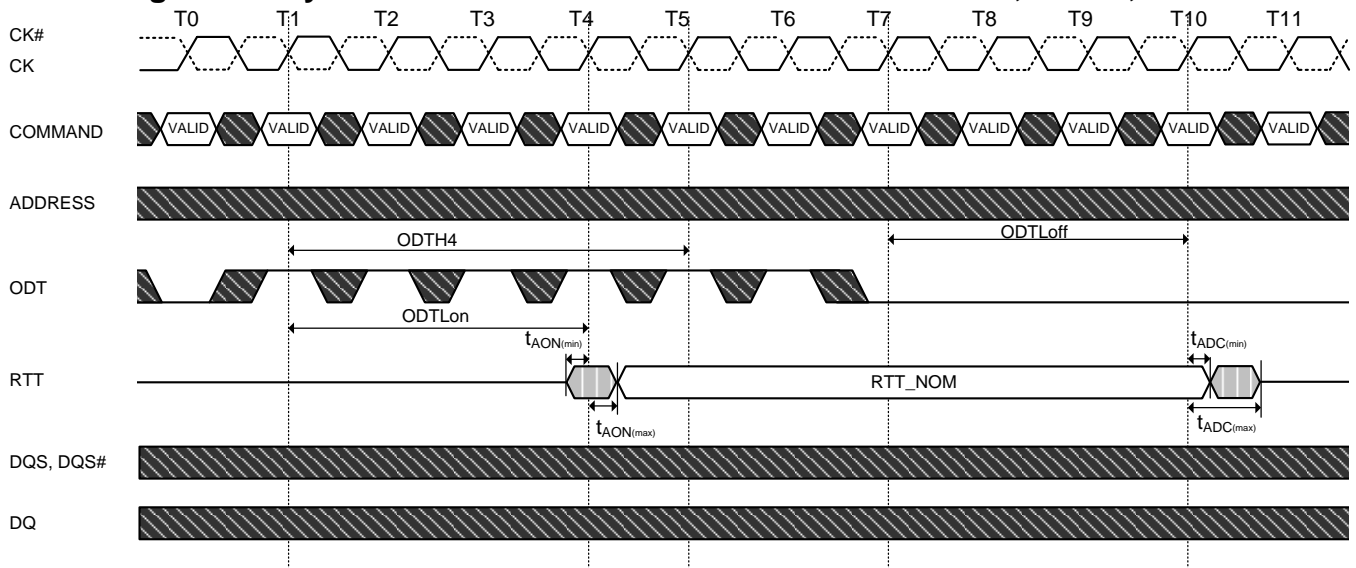 T0 T1 T2 T3 T4 T5 T6 T7 T8 T9 T10 T11
CK#
CK
COMMAND VALID VALID VALID VALID VALID VALID VALID VALID VALID VALID VALID VALID
ADDRESS
ODTH4 ODTLoff
ODT
ODTLon
tAON(min) tADC(min)
RTT RTT_NOM
tAON(max) tADC(max)
DQS, DQS#
DQ